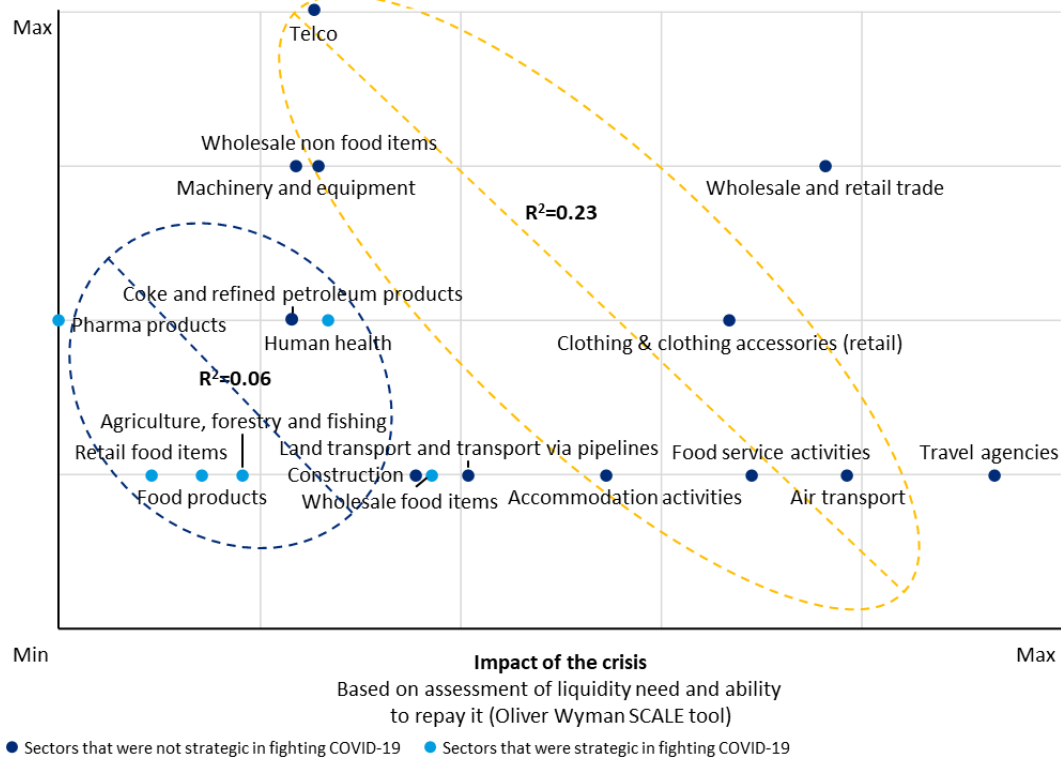 Max
Telco
Wholesale non food items
Machinery and equipment
Wholesale and retail trade
R²=0.23
Coke and refined petroleum products
Pharma products
Human health
Clothing & clothing accessories (retail)
R²=0.06
Agriculture, forestry and fishing
Retail food items
Land transport and transport via pipelines
Food service activities
Travel agencies
Construction
Food products
Wholesale food items
Accommodation activities
Air transport
Min
Max
Impact of the crisis
Based on assessment of liquidity need and ability
to repay it (Oliver Wyman SCALE tool)
Sectors that were not strategic in fighting COVID-19
Sectors that were strategic in fighting COVID-19